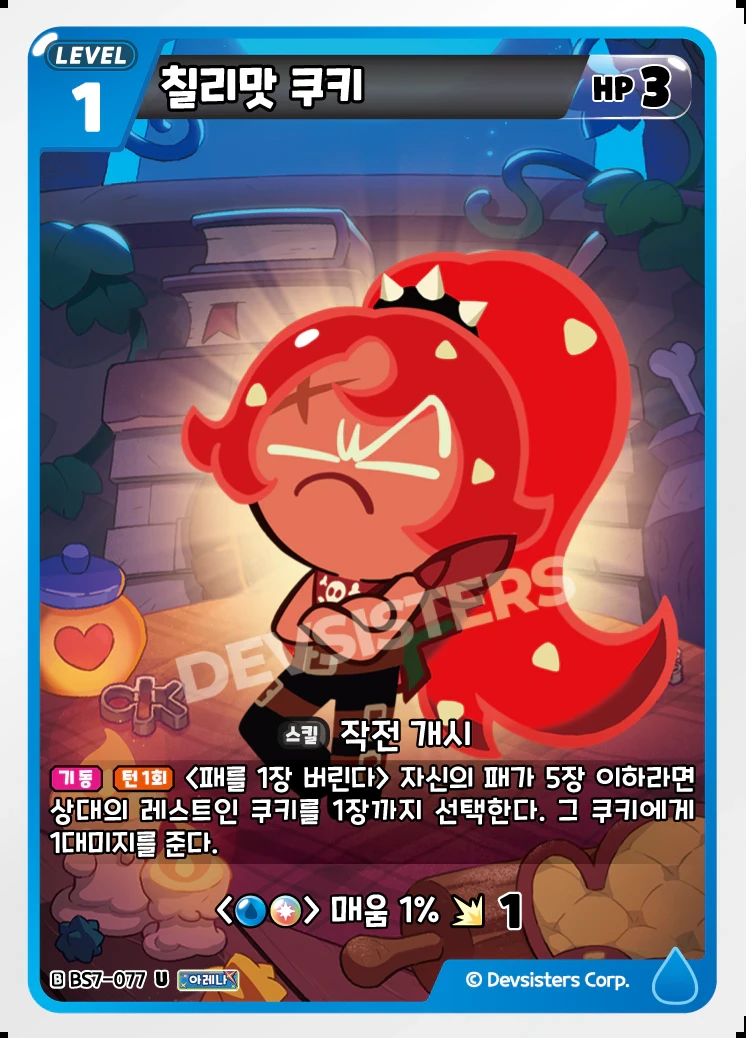 LEVEL
1
칠리맛 쿠키
HP 3
DEVSISTERS
스킬 작전 개시
기동 턴1회 <패를 1장 버린다> 자신의 패가 5장 이하라면
상대의 레스트인 쿠키를 1장까지 선택한다. 그 쿠키에게
1대미지를 준다.
< > 매움 1% 1
B BS7-077 U 아레나
© Devsisters Corp.